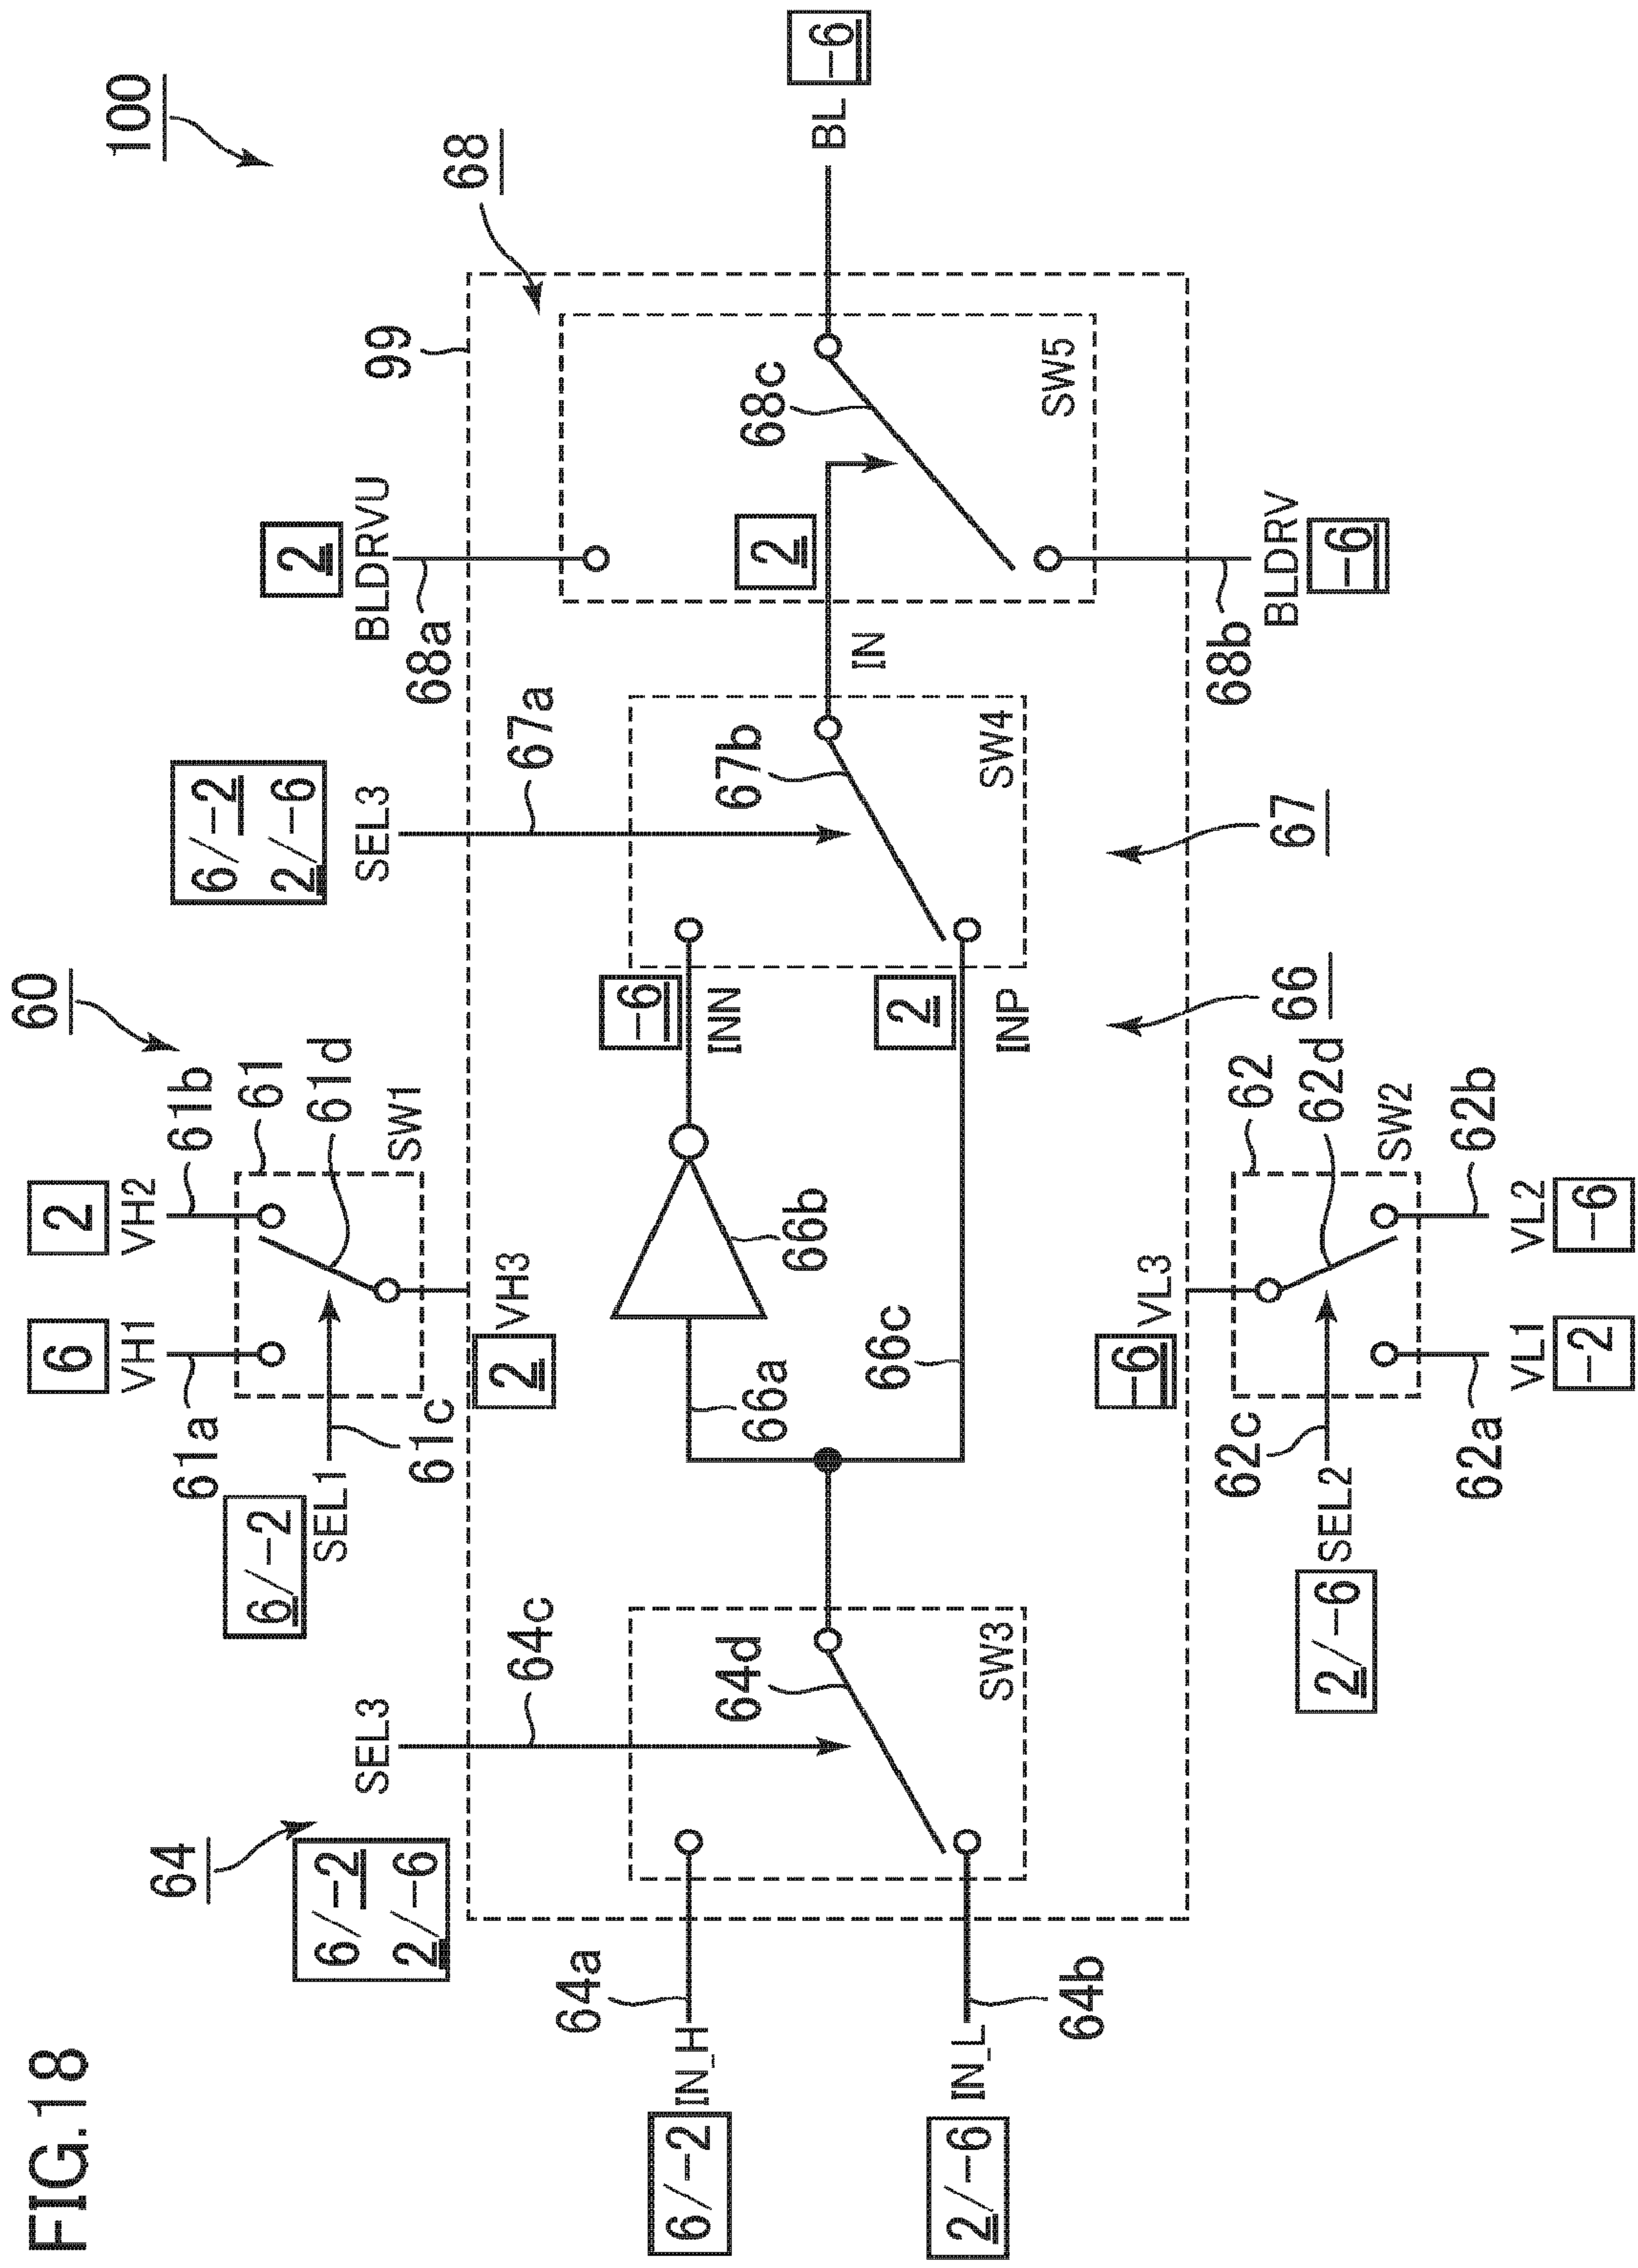 FIG.18
100
60
64
6/−2
2/−6
SEL3
64c
6/−2
SEL1
61c
6
VH1
61a
2
VH2
61b
61
61d
SW1
2
VH3
6/−2
2/−6
SEL3
67a
2
BLDRVU
68a
99
68
6/−2
IN_H
64a
2/−6
IN_L
64b
64d
SW3
66a
66b
66c
−6
INN
2
INP
67b
SW4
IN
2
68c
SW5
BL
−6
66
67
−6
VL3
2/−6
SEL2
62c
62
62d
SW2
62a
VL1
−2
62b
VL2
−6
68b
BLDRV
−6